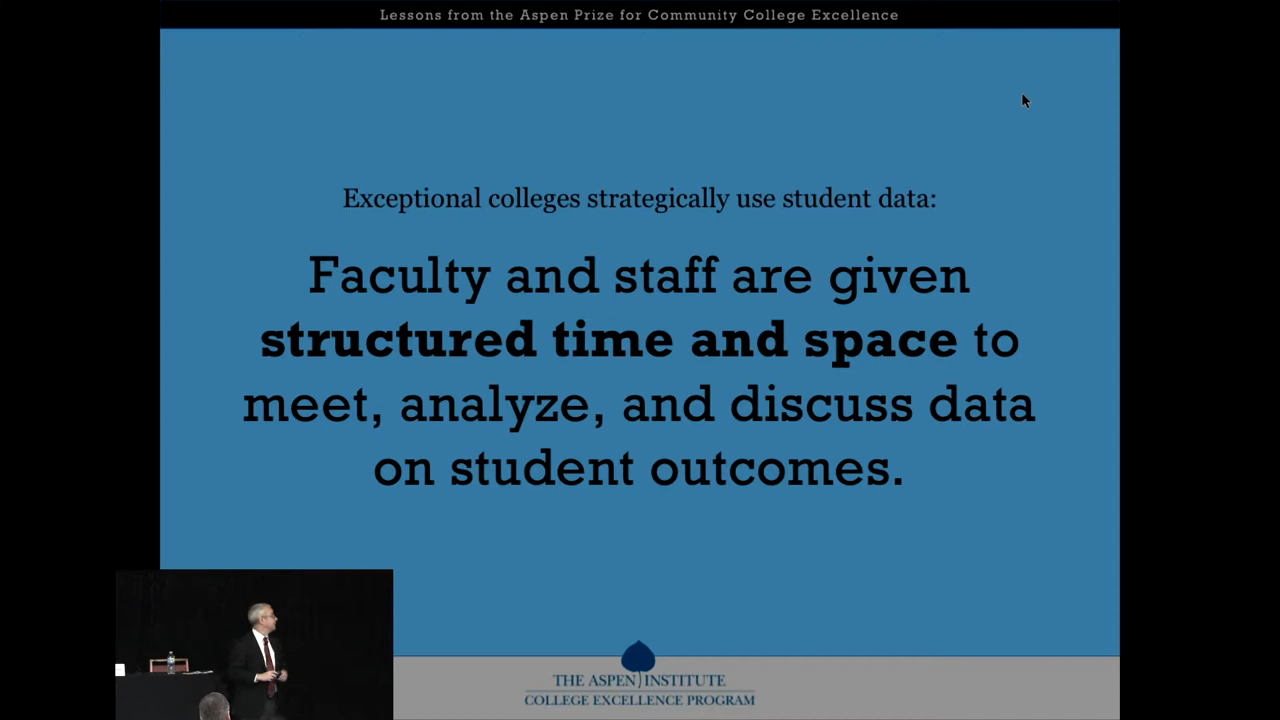 Lessons from the Aspen Prize for Community College Excellence
Exceptional colleges strategically use student data:
Faculty and staff are given
structured time and space to
meet, analyze, and discuss data
on student outcomes.
THE ASPEN INSTITUTE
COLLEGE EXCELLENCE PROGRAM